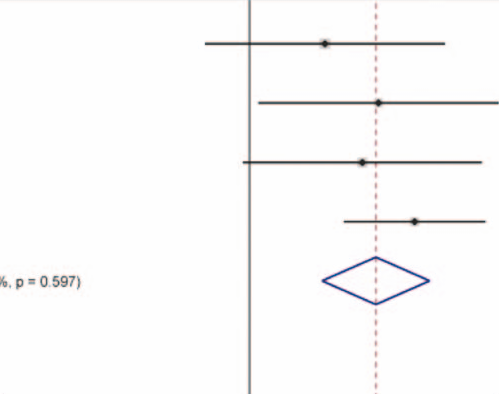 %, p = 0.597)